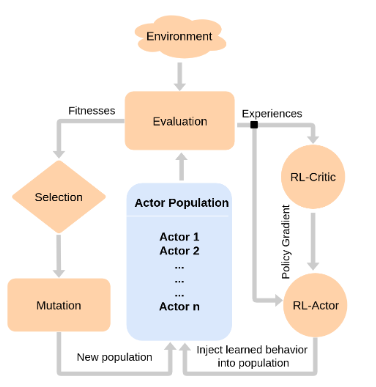 Environment
Fitnesses
Evaluation
Experiences
Selection
Actor Population
Actor 1
Actor 2
...
...
...
Actor n
RL-Critic
Policy Gradient
RL-Actor
Mutation
New population
Inject learned behavior
into population